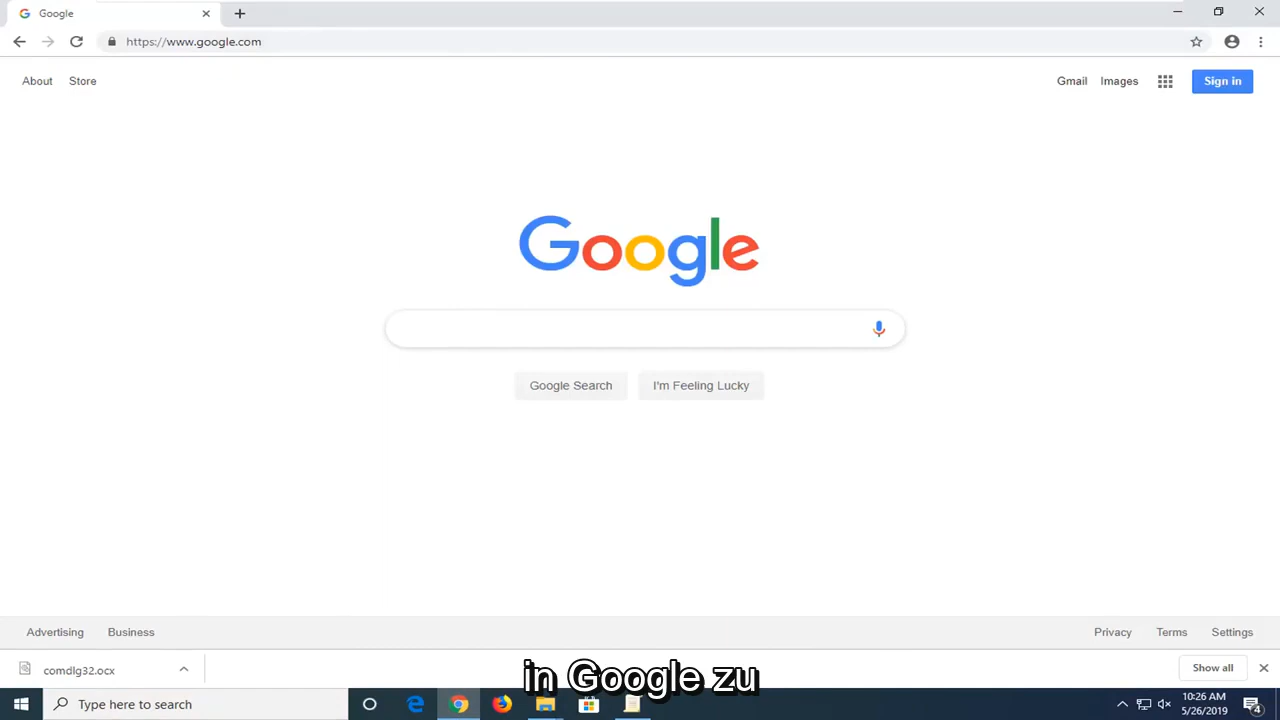 Google
https://www.google.com
About Store Gmail Images Sign in
Google
Google Search I'm Feeling Lucky
Advertising Business Privacy Terms Settings
comdlg32.ocx Show all
in Google zu
Type here to search 10:26 AM
5/26/2019 4